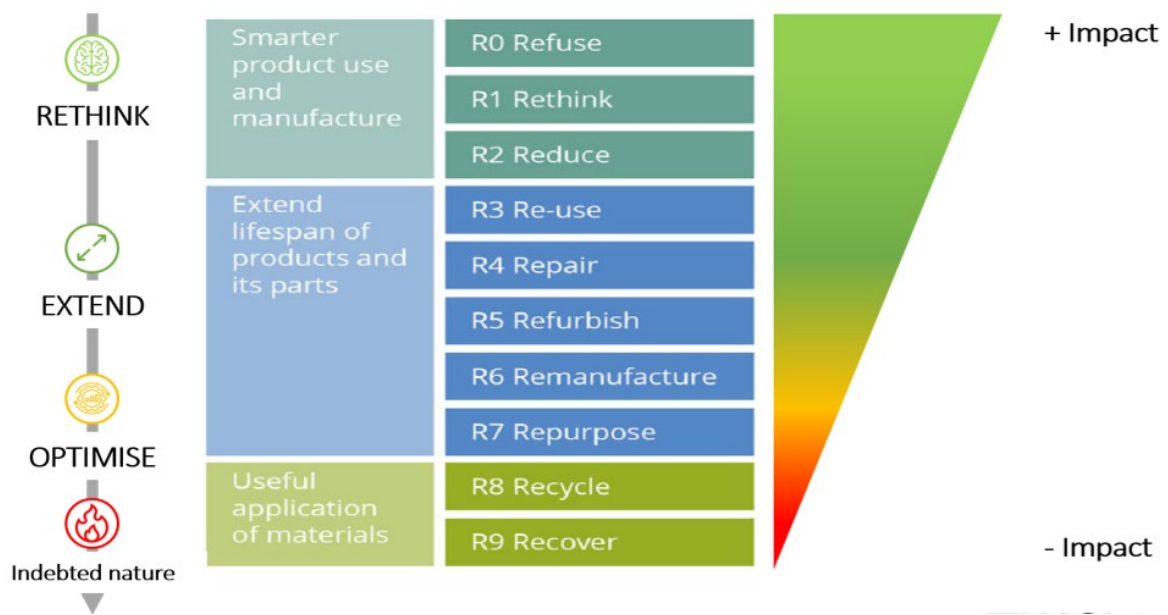 RETHINK
EXTEND
OPTIMISE
Indebted nature
Smarter
product use
and
manufacture
R0 Refuse
R1 Rethink
R2 Reduce
Extend
lifespan of
products and
its parts
R3 Re-use
R4 Repair
R5 Refurbish
R6 Remanufacture
R7 Repurpose
Useful
application
of materials
R8 Recycle
R9 Recover
+ Impact
- Impact